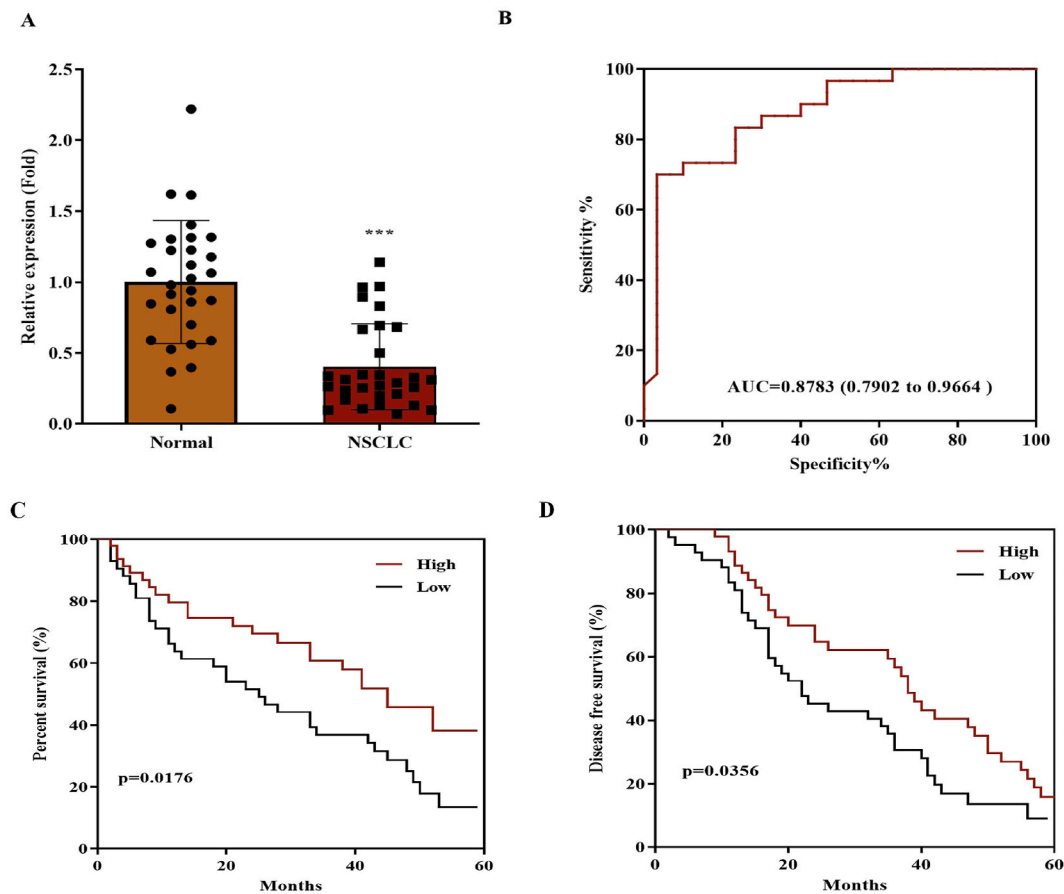 A
Relative expression (Fold)
2.5
2.0
1.5
1.0
0.5
0.0
***
Normal
NSCLC
B
Sensitivity %
100
80
60
40
20
0
AUC=0.8783 (0.7902 to 0.9664 )
0
20
40
60
80
100
Specificity%
C
Percent survival (%)
100
80
60
40
20
0
High
Low
p=0.0176
0
20
40
60
Months
D
Disease free survival (%)
100
80
60
40
20
0
High
Low
p=0.0356
0
20
40
60
Months